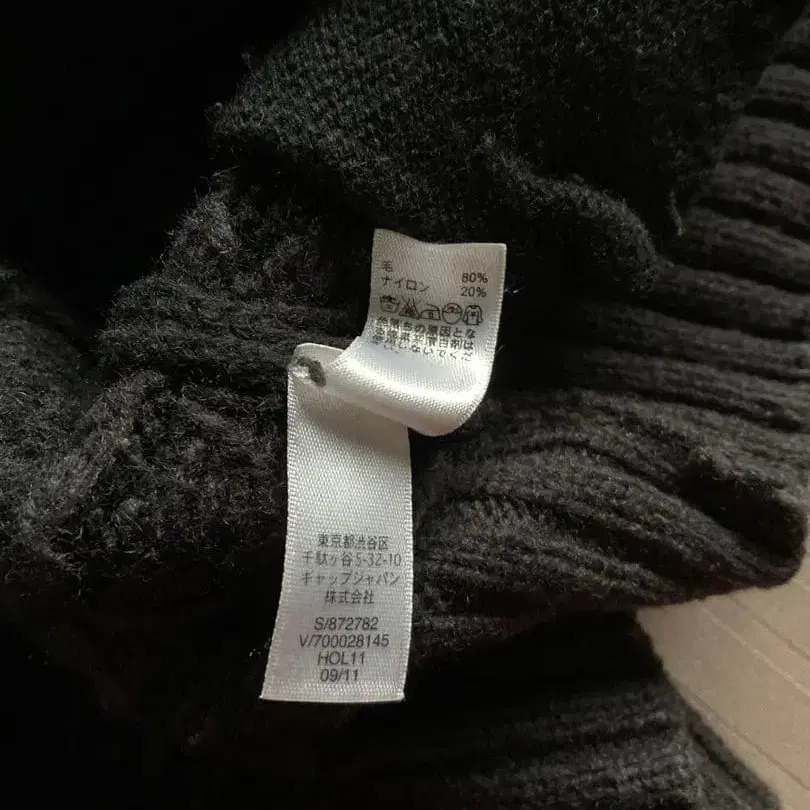 毛 80%
ナイロン 20%
東京都渋谷区
千駄ヶ谷5-32-10
ギャップジャパン
株式会社
S/872782
V/700028145
HOL11
09/11